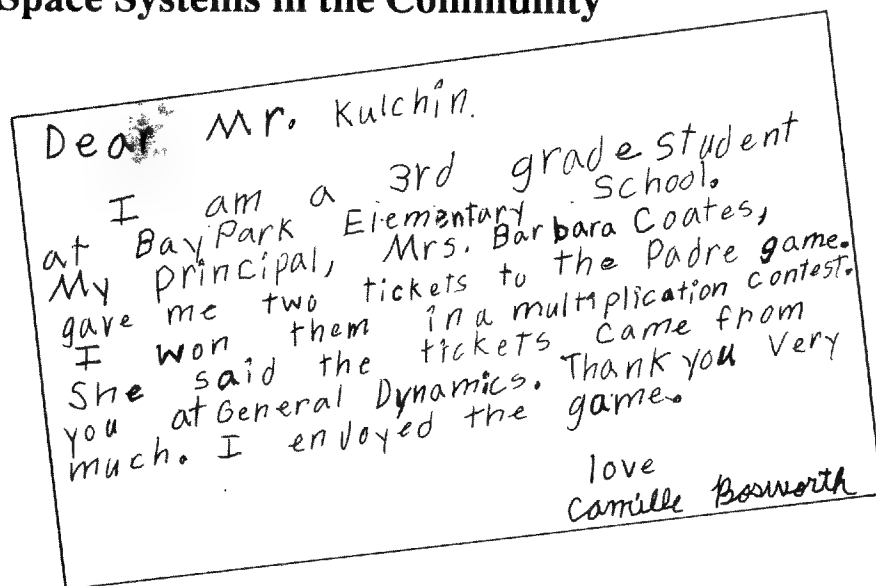 Space Systems in the Community
Dear Mr. Kulchin.
I am a 3rd grade student
at Bay Park Elementary School.
My principal, Mrs. Barbara Coates,
gave me two tickets to the Padre game.
I won them in a multiplication contest.
She said the tickets came from
you at General Dynamics. Thank you very
much. I enjoyed the game.
love
Camille Bosworth